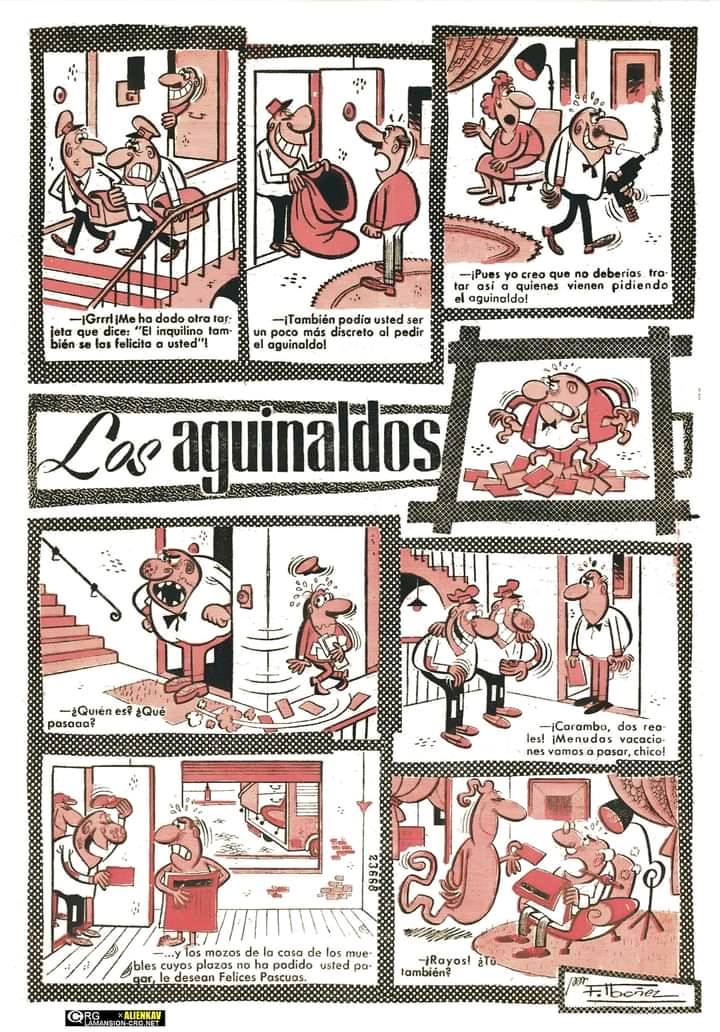 —¡Grrr! ¡Me ha dado otra tar-
jeta que dice: "El inquilino tam-
bién se las felicita a usted"!
—¡También podía usted ser
un poco más discreto al pedir
el aguinaldo!
—¡Pues yo creo que no deberías tra-
tar así a quienes vienen pidiendo
el aguinaldo!
Los aguinaldos
—¿Quién es? ¿Qué
pasaaa?
—¡Caramba, dos rea-
les! ¡Menudas vacacio-
nes vamos a pasar, chico!
23668
—...y los mozos de la casa de los mue-
bles cuyos plazos no ha podido usted pa-
gar, le desean Felices Pascuas.
—¡Rayos! ¿Tú
también?
por
F. Ibáñez
CRG × ALIENKAV
LAMANSION-CRG.NET